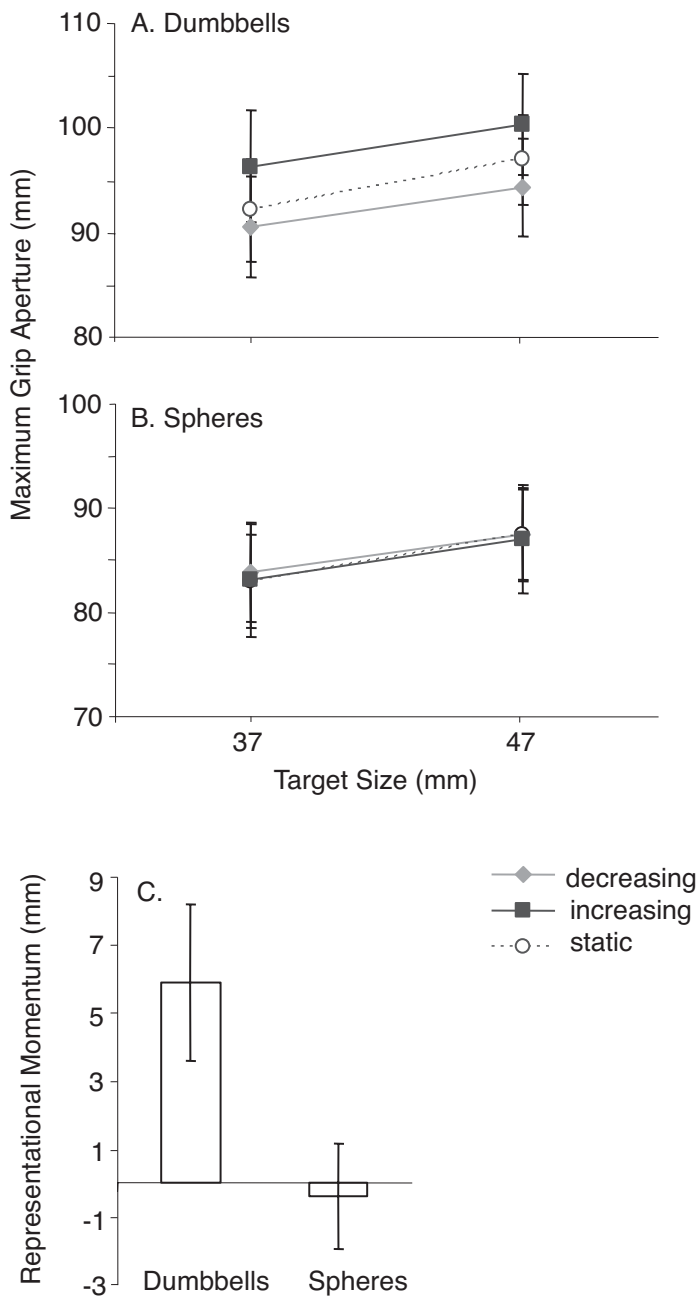 110
A. Dumbbells
100
90
80
Maximum Grip Aperture (mm)
100
B. Spheres
90
80
70
37
47
Target Size (mm)
9
C.
7
5
3
1
-1
-3
Representational Momentum (mm)
Dumbbells
Spheres
decreasing
increasing
static